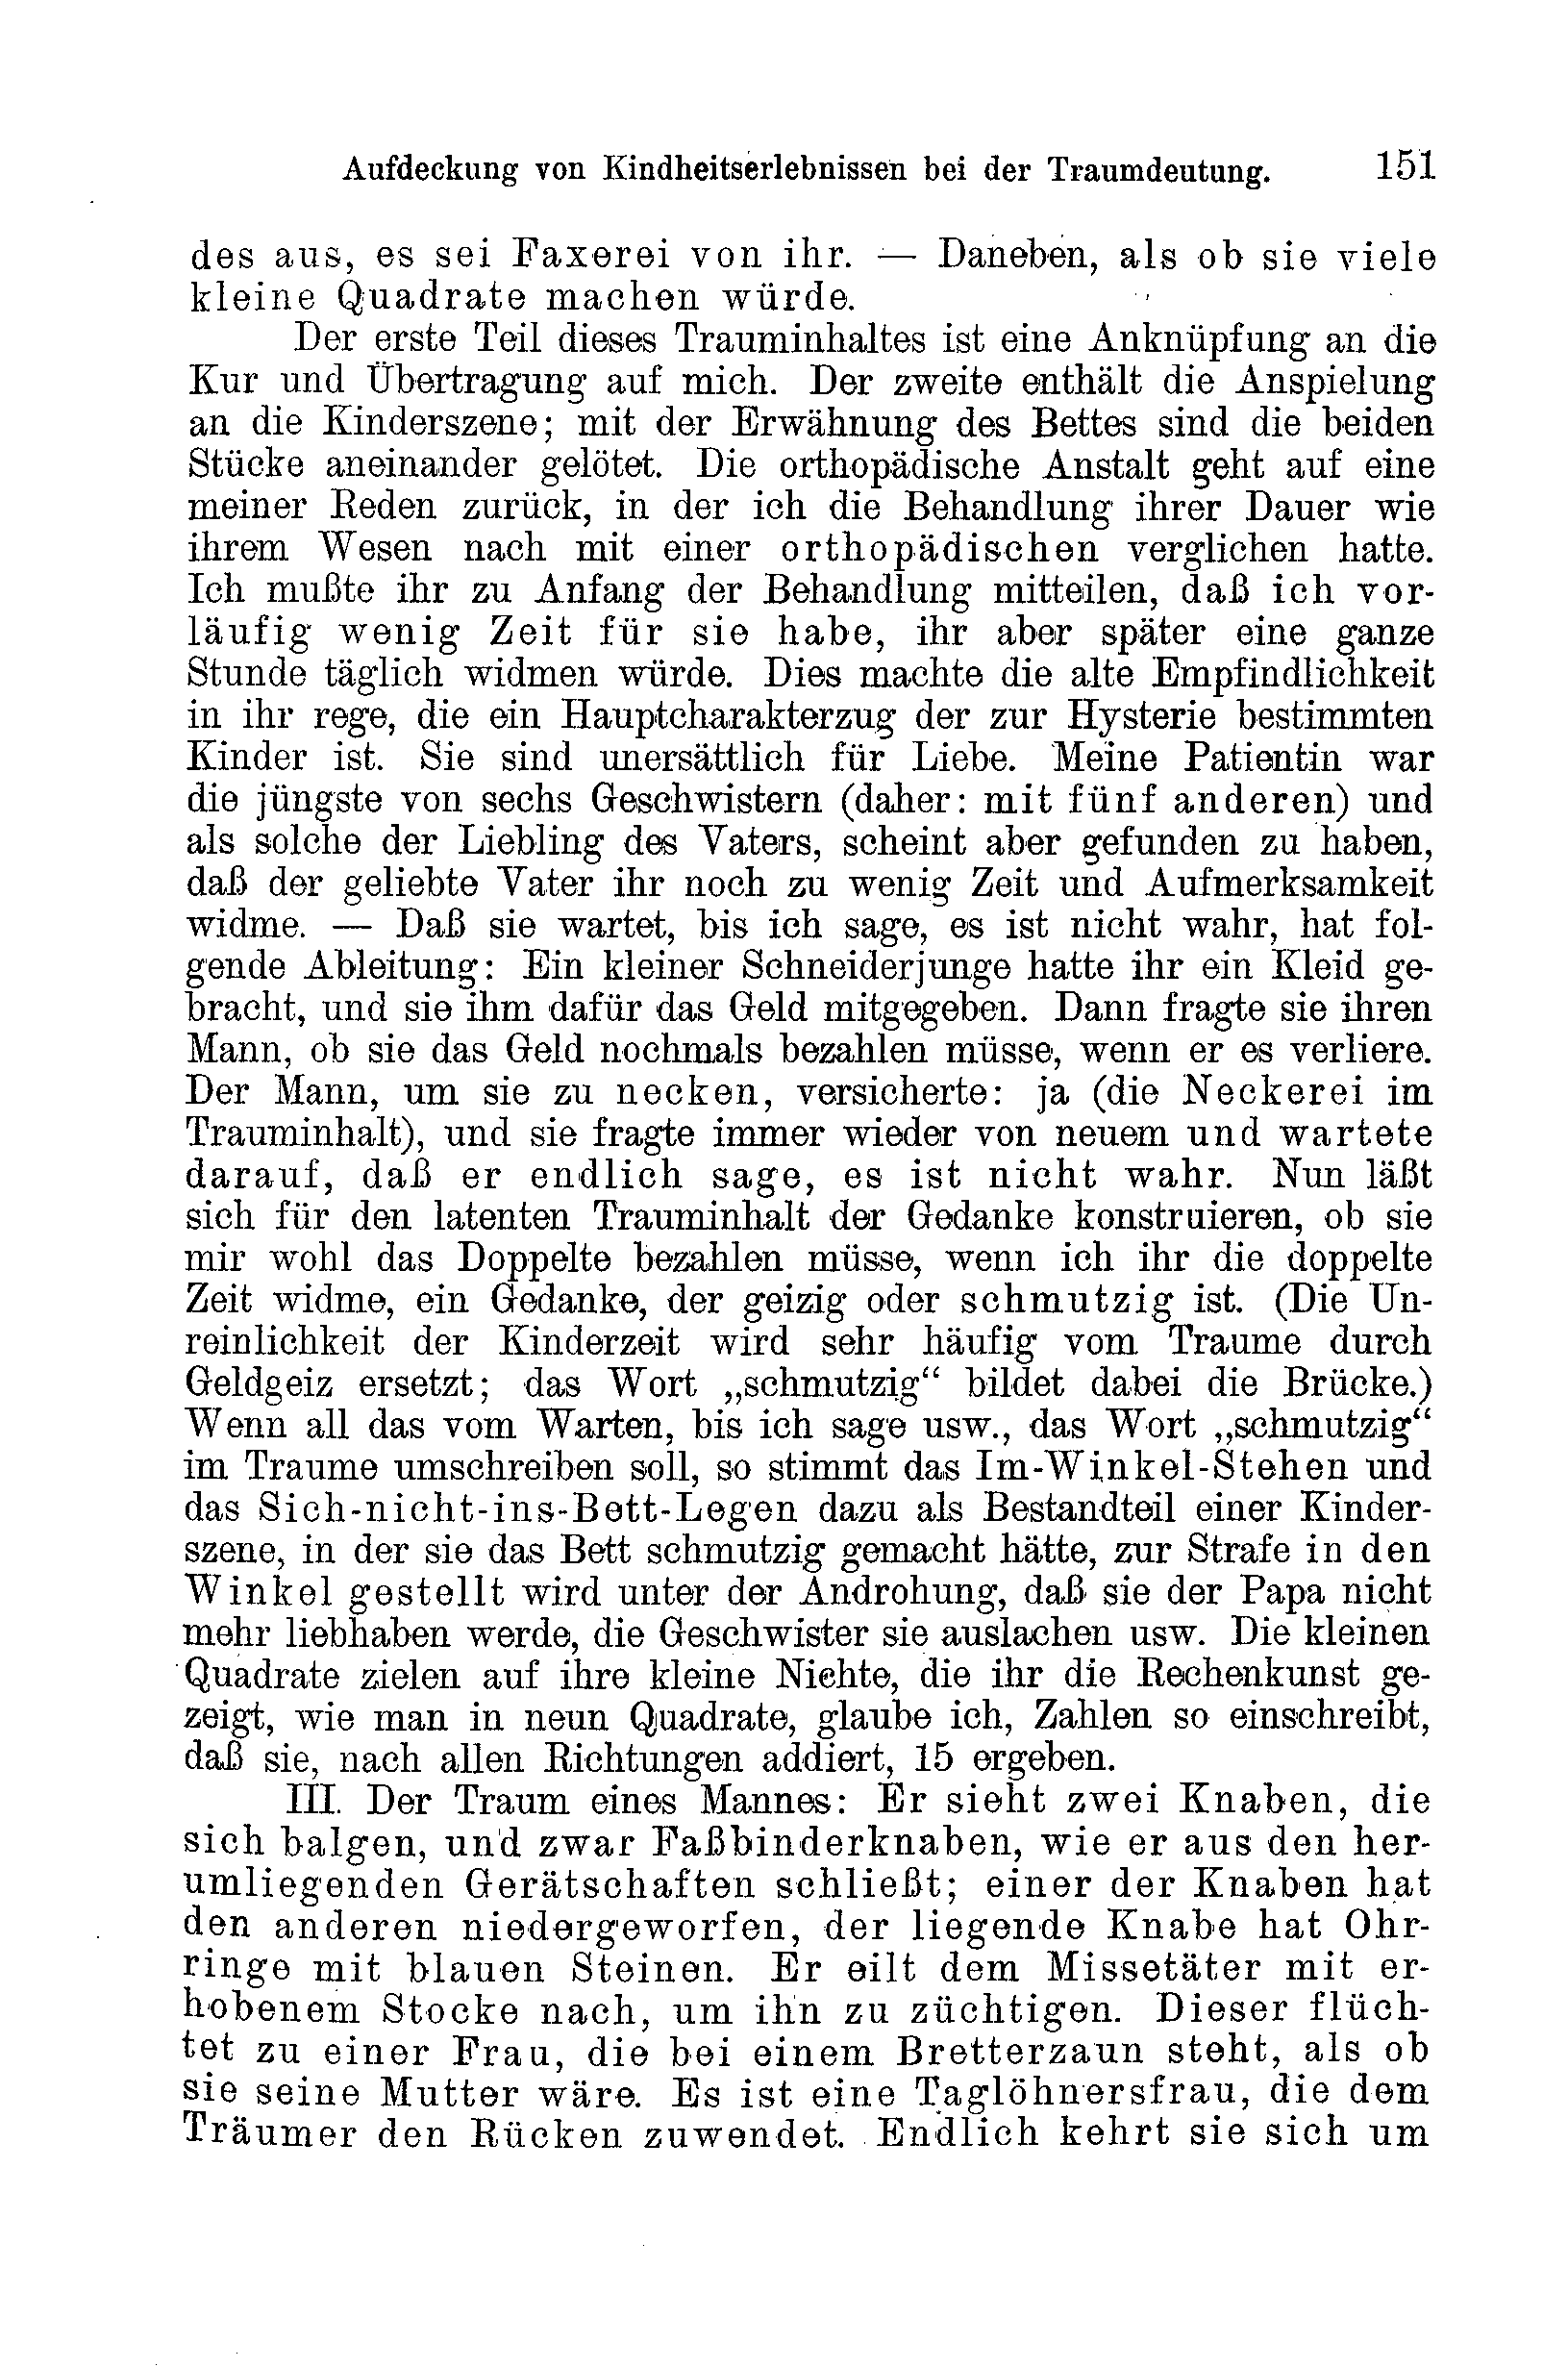 Aufdeckung von Kindheitserlebnissen bei der Traumdeutung. 151
des aus, es sei Faxerei von ihr. — Daneben, als ob sie viele
kleine Quadrate machen würde.
Der erste Teil dieses Trauminhaltes ist eine Anknüpfung an die
Kur und Übertragung auf mich. Der zweite enthält die Anspielung
an die Kinderszene; mit der Erwähnung des Bettes sind die beiden
Stücke aneinander gelötet. Die orthopädische Anstalt geht auf eine
meiner Reden zurück, in der ich die Behandlung ihrer Dauer wie
ihrem Wesen nach mit einer orthopädischen verglichen hatte.
Ich mußte ihr zu Anfang der Behandlung mitteilen, daß ich vor-
läufig wenig Zeit für sie habe, ihr aber später eine ganze
Stunde täglich widmen würde. Dies machte die alte Empfindlichkeit
in ihr rege, die ein Hauptcharakterzug der zur Hysterie bestimmten
Kinder ist. Sie sind unersättlich für Liebe. Meine Patientin war
die jüngste von sechs Geschwistern (daher: mit fünf anderen) und
als solche der Liebling des Vaters, scheint aber gefunden zu haben,
daß der geliebte Vater ihr noch zu wenig Zeit und Aufmerksamkeit
widme. — Daß sie wartet, bis ich sage, es ist nicht wahr, hat fol-
gende Ableitung: Ein kleiner Schneiderjunge hatte ihr ein Kleid ge-
bracht, und sie ihm dafür das Geld mitgegeben. Dann fragte sie ihren
Mann, ob sie das Geld nochmals bezahlen müsse, wenn er es verliere.
Der Mann, um sie zu necken, versicherte: ja (die Neckerei im
Trauminhalt), und sie fragte immer wieder von neuem und wartete
darauf, daß er endlich sage, es ist nicht wahr. Nun läßt
sich für den latenten Trauminhalt der Gedanke konstruieren, ob sie
mir wohl das Doppelte bezahlen müsse, wenn ich ihr die doppelte
Zeit widme, ein Gedanke, der geizig oder schmutzig ist. (Die Un-
reinlichkeit der Kinderzeit wird sehr häufig vom Traume durch
Geldgeiz ersetzt; das Wort „schmutzig“ bildet dabei die Brücke.)
Wenn all das vom Warten, bis ich sage usw., das Wort „schmutzig“
im Traume umschreiben soll, so stimmt das Im-Winkel-Stehen und
das Sich-nicht-ins-Bett-Legen dazu als Bestandteil einer Kinder-
szene, in der sie das Bett schmutzig gemacht hätte, zur Strafe in den
Winkel gestellt wird unter der Androhung, daß sie der Papa nicht
mehr liebhaben werde, die Geschwister sie auslachen usw. Die kleinen
Quadrate zielen auf ihre kleine Nichte, die ihr die Rechenkunst ge-
zeigt, wie man in neun Quadrate, glaube ich, Zahlen so einschreibt,
daß sie, nach allen Richtungen addiert, 15 ergeben.
III. Der Traum eines Mannes: Er sieht zwei Knaben, die
sich balgen, und zwar Faßbinderknaben, wie er aus den her-
umliegenden Gerätschaften schließt; einer der Knaben hat
den anderen niedergeworfen, der liegende Knabe hat Ohr-
ringe mit blauen Steinen. Er eilt dem Missetäter mit er-
hobenem Stocke nach, um ihn zu züchtigen. Dieser flüch-
tet zu einer Frau, die bei einem Bretterzaun steht, als ob
sie seine Mutter wäre. Es ist eine Taglöhnersfrau, die dem
Träumer den Rücken zuwendet. Endlich kehrt sie sich um